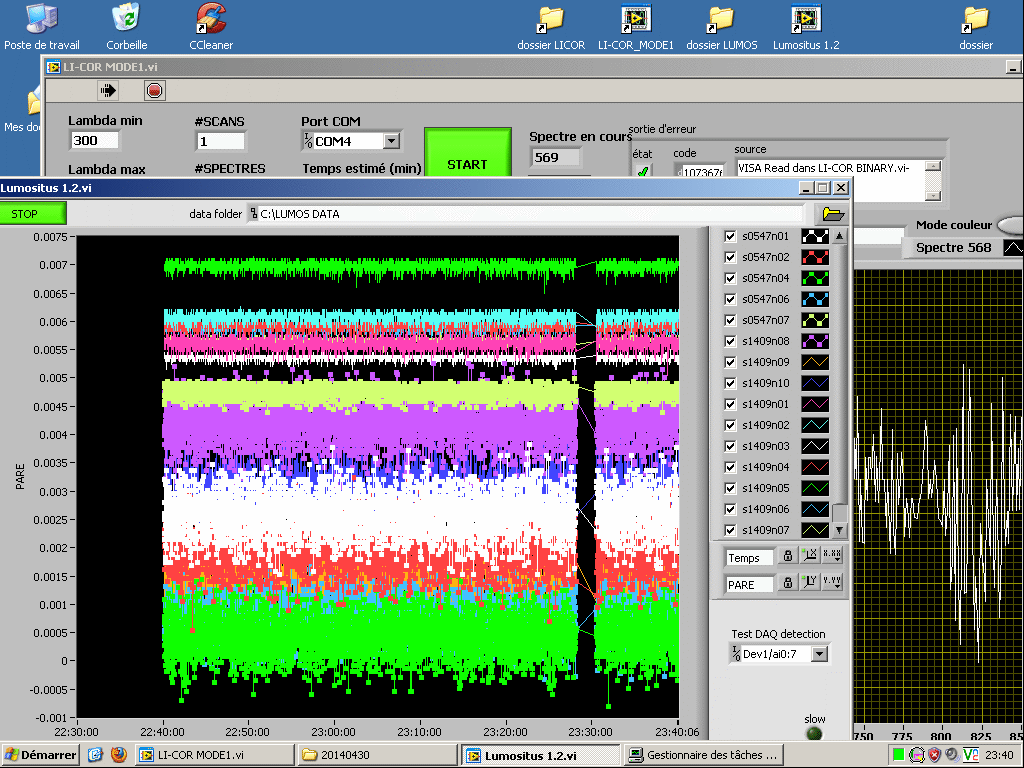 Poste de travail
Corbeille
CCleaner
dossier LICOR
LI-COR_MODE1
dossier LUMOS
Lumositus 1.2
dossier
LI-COR MODE1.vi
Mes do
Lambda min
300
#SCANS
1
Port COM
COM4
START
Spectre en cours
569
sortie d'erreur
état
code
source
VISA Read dans LI-COR BINARY.vi-
Lambda max
#SPECTRES
Temps estimé (min)
Lumositus 1.2.vi
STOP
data folder
C:\LUMOS DATA
Mode couleur
Spectre 568
PARE
0.0075
0.007
0.0065
0.006
0.0055
0.005
0.0045
0.004
0.0035
0.003
0.0025
0.002
0.0015
0.001
0.0005
0
-0.0005
-0.001
22:30:00
22:40:00
22:50:00
23:00:00
23:10:00
23:20:00
23:30:00
23:40:06
s0547n01
s0547n02
s0547n04
s0547n06
s0547n07
s1409n08
s1409n09
s1409n10
s1409n01
s1409n02
s1409n03
s1409n04
s1409n05
s1409n06
s1409n07
Temps
PARE
Test DAQ detection
Dev1/ai0:7
slow
750
775
800
825
Démarrer
LI-COR MODE1.vi
20140430
Lumositus 1.2.vi
Gestionnaire des tâches ...
23:40